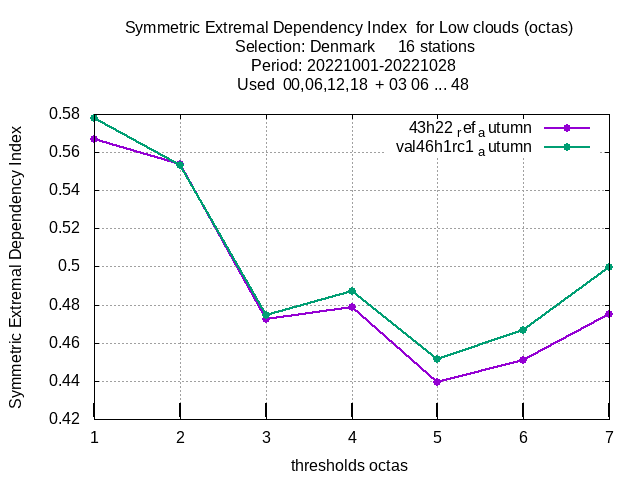 Symmetric Extremal Dependency Index  for Low clouds (octas)
Selection: Denmark     16 stations
Period: 20221001-20221028
Used  00,06,12,18  + 03 06 ... 48
43h22_ref_autumn
val46h1rc1_autumn
Symmetric Extremal Dependency Index
0.58
0.56
0.54
0.52
0.5
0.48
0.46
0.44
0.42
1 2 3 4 5 6 7
thresholds octas